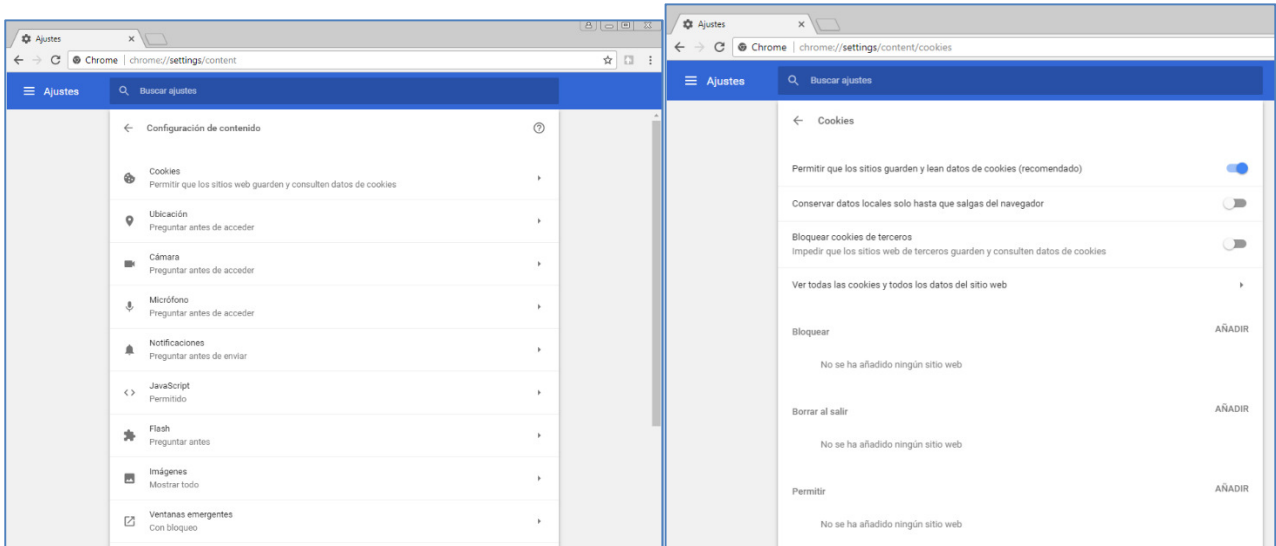 Ajustes
Chrome | chrome://settings/content
Ajustes
Buscar ajustes
Configuración de contenido
Cookies
Permitir que los sitios web guarden y consulten datos de cookies
Ubicación
Preguntar antes de acceder
Cámara
Preguntar antes de acceder
Micrófono
Preguntar antes de acceder
Notificaciones
Preguntar antes de enviar
JavaScript
Permitido
Flash
Preguntar antes
Imágenes
Mostrar todo
Ventanas emergentes
Con bloqueo
Ajustes
Chrome | chrome://settings/content/cookies
Ajustes
Buscar ajustes
Cookies
Permitir que los sitios guarden y lean datos de cookies (recomendado)
Conservar datos locales solo hasta que salgas del navegador
Bloquear cookies de terceros
Impedir que los sitios web de terceros guarden y consulten datos de cookies
Ver todas las cookies y todos los datos del sitio web
Bloquear AÑADIR
No se ha añadido ningún sitio web
Borrar al salir AÑADIR
No se ha añadido ningún sitio web
Permitir AÑADIR
No se ha añadido ningún sitio web